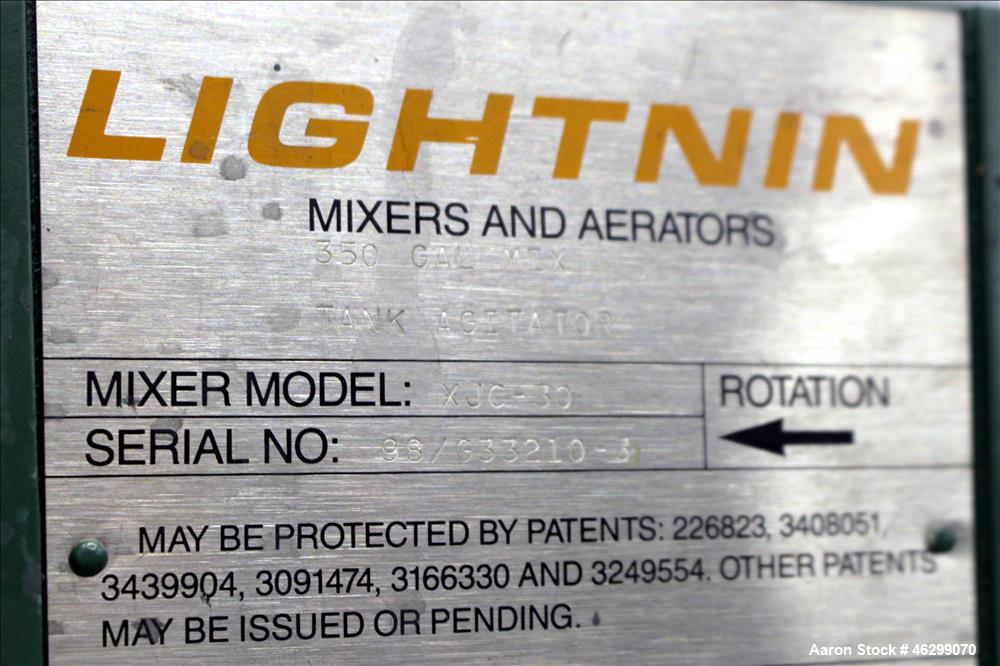 LIGHTNIN
MIXERS AND AERATORS
350 GAL MIX
TANK AGITATOR
MIXER MODEL: XJC-30
ROTATION
SERIAL NO: 98/G33210-3
MAY BE PROTECTED BY PATENTS: 226823, 3408051,
3439904, 3091474, 3166330 AND 3249554. OTHER PATENTS
MAY BE ISSUED OR PENDING.
Aaron Stock # 46299070